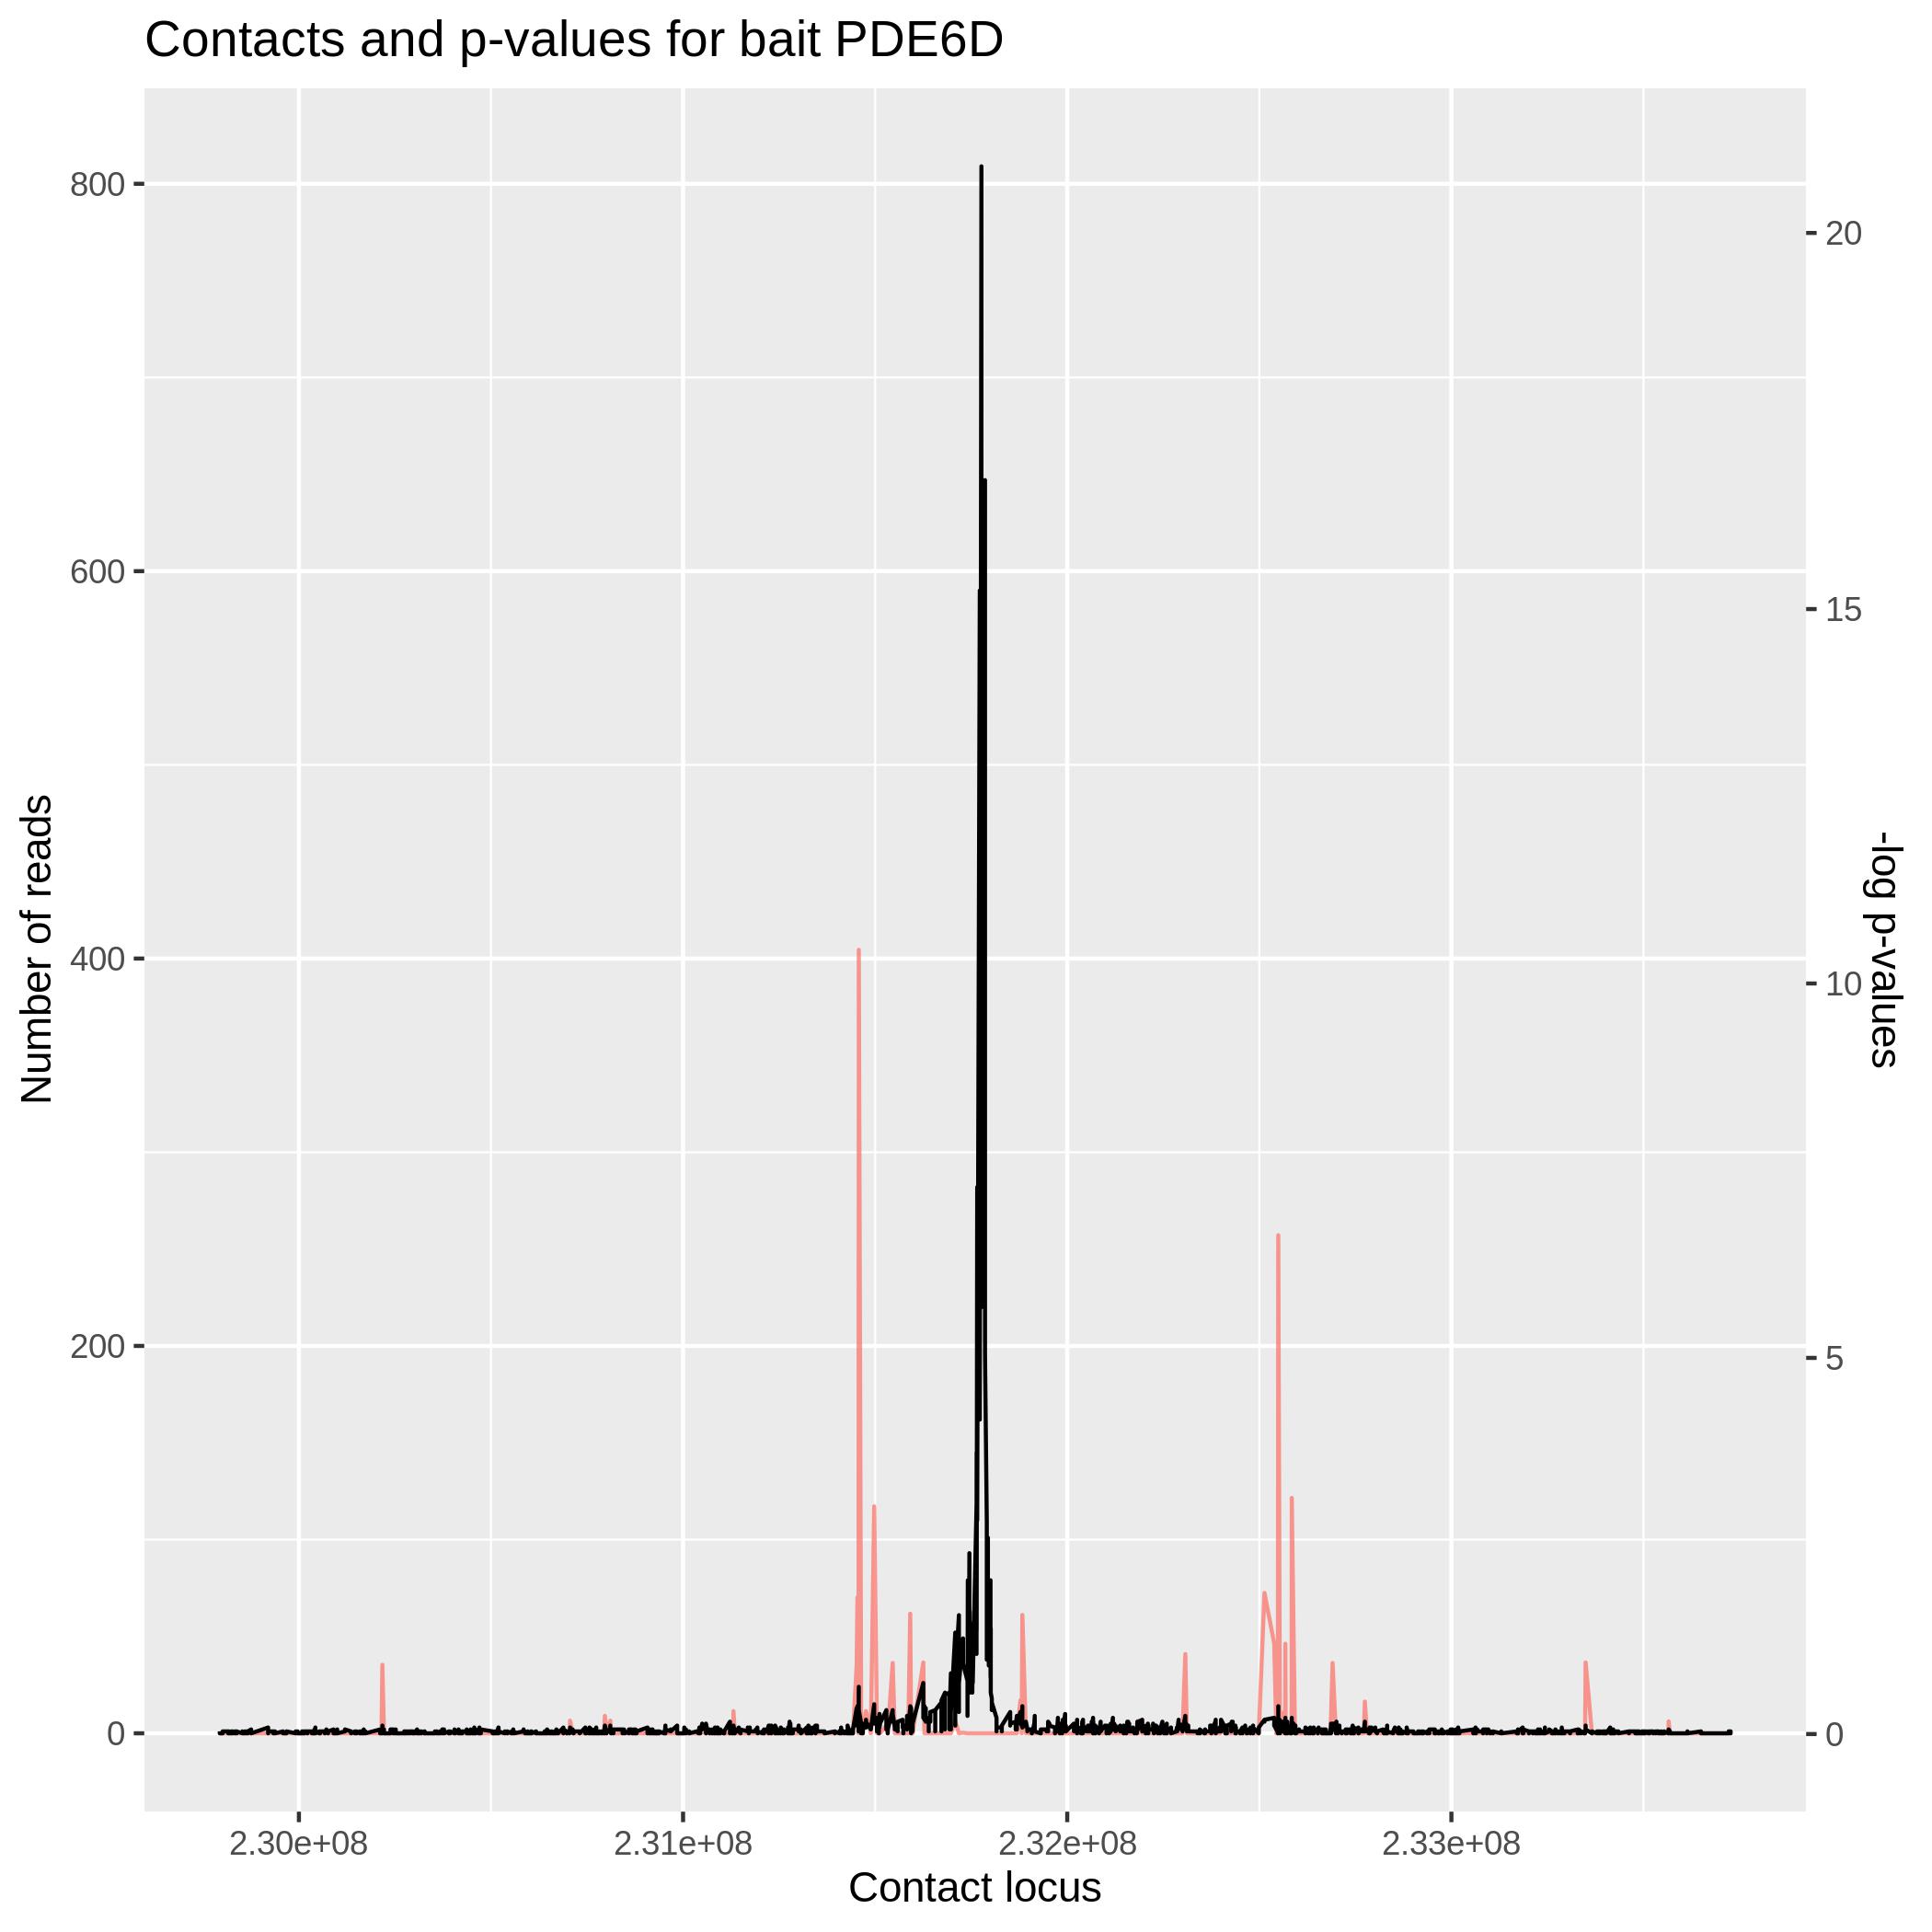 Contacts and p-values for bait PDE6D
Number of reads
800
600
400
200
0
20
15
10
5
0
-log p-values
2.30e+08
2.31e+08
2.32e+08
2.33e+08
Contact locus